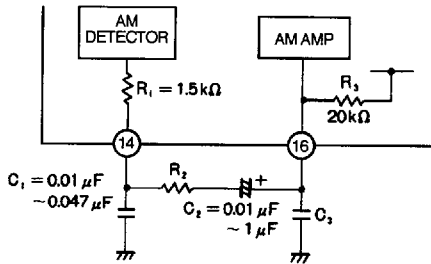 AM
DETECTOR
AM AMP
R₁ = 1.5kΩ
R₃
20kΩ
14
16
R₂
+
C₁ = 0.01 μF
~0.047 μF
C₂ = 0.01 μF
~ 1 μF
C₃